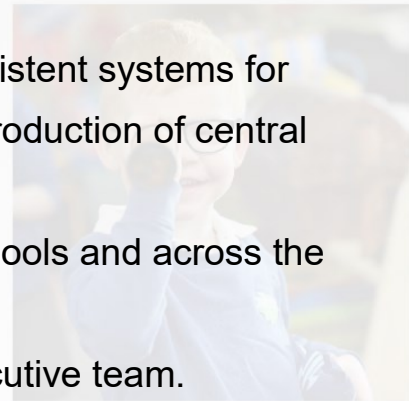 istent systems for
roduction of central
ools and across the
cutive team.